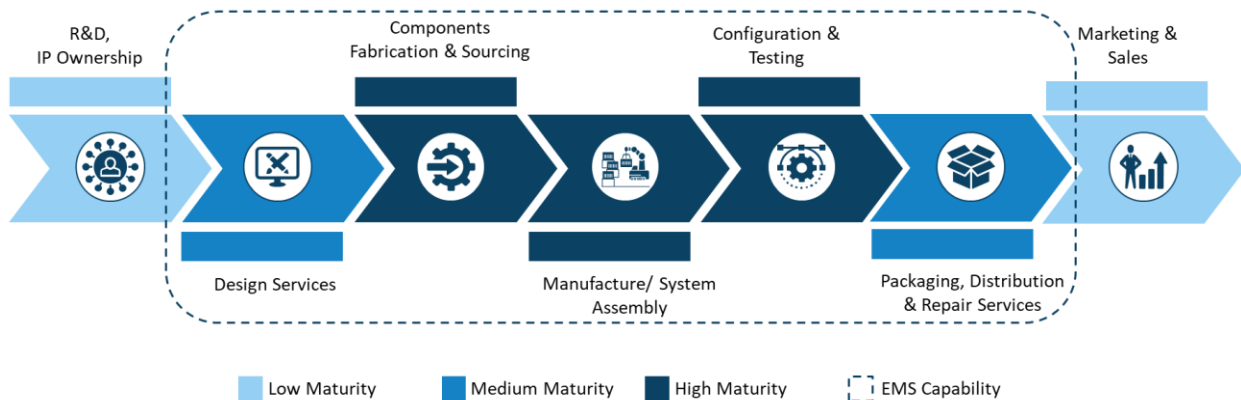 R&D,
IP Ownership
Components
Fabrication & Sourcing
Configuration &
Testing
Marketing &
Sales
Design Services
Manufacture/ System
Assembly
Packaging, Distribution
& Repair Services
Low Maturity
Medium Maturity
High Maturity
EMS Capability